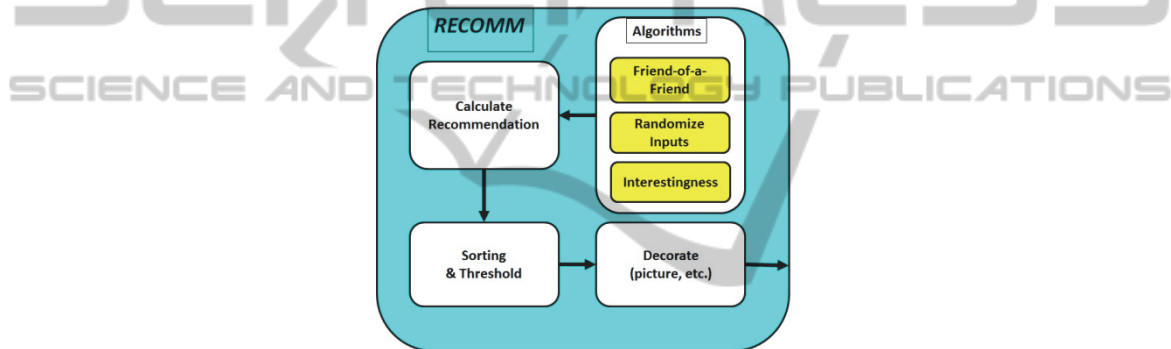 RECOMM
Algorithms
Friend-of-a-
Friend
Randomize
Inputs
Interestingness
Calculate
Recommendation
Sorting
& Threshold
Decorate
(picture, etc.)
SCIENCE AND TECHNOLOGY PUBLICATIONS